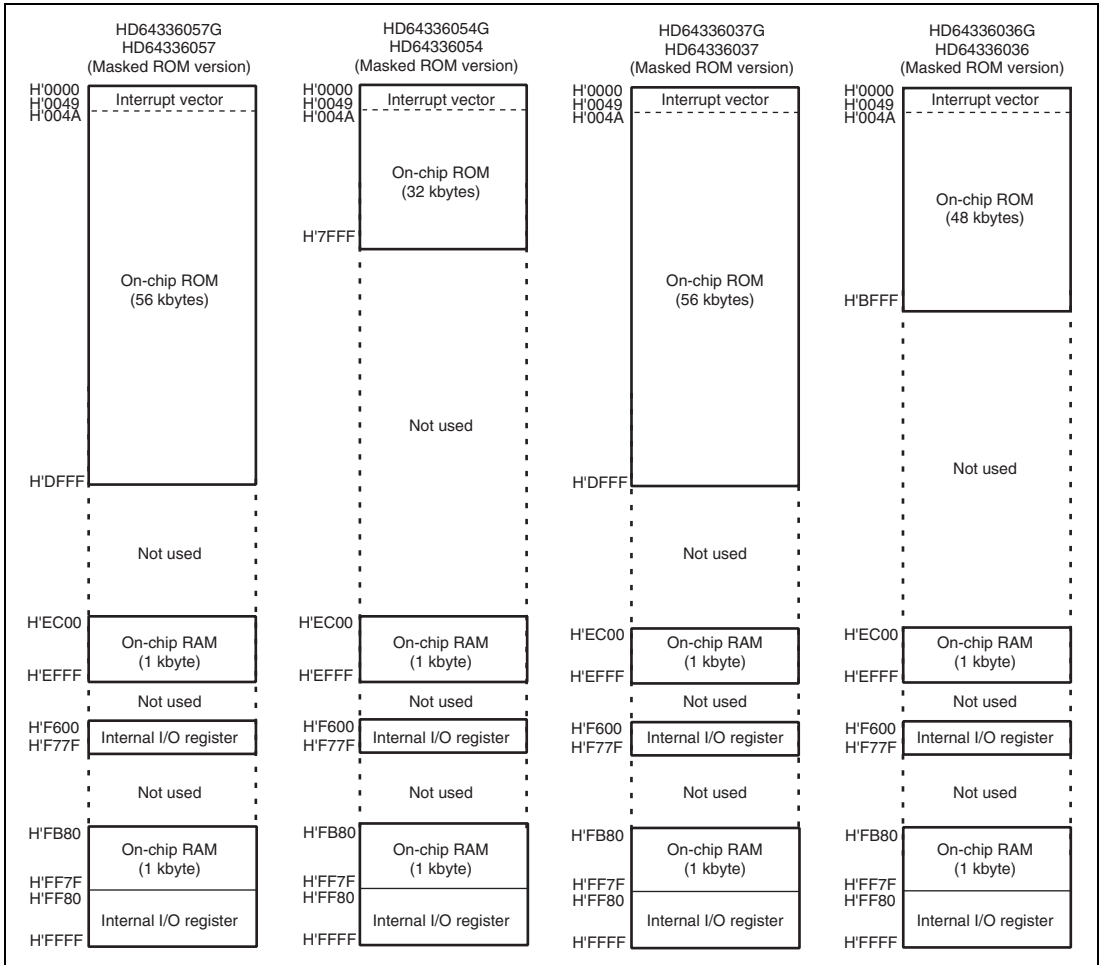 HD64336057G
HD64336057
(Masked ROM version)
H'0000
H'0049
H'004A
Interrupt vector
On-chip ROM
(56 kbytes)
H'DFFF
Not used
H'EC00
On-chip RAM
(1 kbyte)
H'EFFF
Not used
H'F600
H'F77F
Internal I/O register
Not used
H'FB80
On-chip RAM
(1 kbyte)
H'FF7F
H'FF80
Internal I/O register
H'FFFF
HD64336054G
HD64336054
(Masked ROM version)
H'0000
H'0049
H'004A
Interrupt vector
On-chip ROM
(32 kbytes)
H'7FFF
Not used
H'EC00
On-chip RAM
(1 kbyte)
H'EFFF
Not used
H'F600
H'F77F
Internal I/O register
Not used
H'FB80
On-chip RAM
(1 kbyte)
H'FF7F
H'FF80
Internal I/O register
H'FFFF
HD64336037G
HD64336037
(Masked ROM version)
H'0000
H'0049
H'004A
Interrupt vector
On-chip ROM
(56 kbytes)
H'DFFF
Not used
H'EC00
On-chip RAM
(1 kbyte)
H'EFFF
Not used
H'F600
H'F77F
Internal I/O register
Not used
H'FB80
On-chip RAM
(1 kbyte)
H'FF7F
H'FF80
Internal I/O register
H'FFFF
HD64336036G
HD64336036
(Masked ROM version)
H'0000
H'0049
H'004A
Interrupt vector
On-chip ROM
(48 kbytes)
H'BFFF
Not used
H'EC00
On-chip RAM
(1 kbyte)
H'EFFF
Not used
H'F600
H'F77F
Internal I/O register
Not used
H'FB80
On-chip RAM
(1 kbyte)
H'FF7F
H'FF80
Internal I/O register
H'FFFF